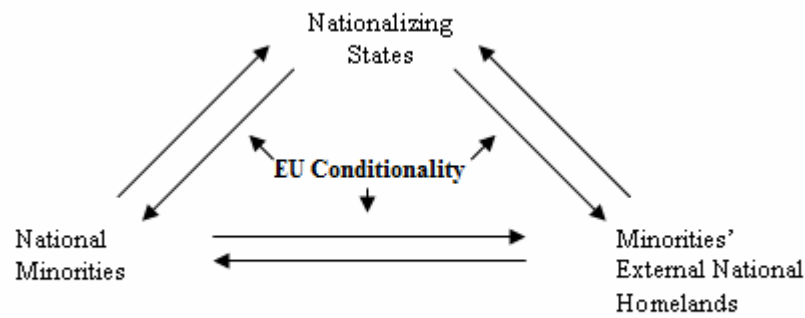 Nationalizing
States
EU Conditionality
National
Minorities
Minorities’
External National
Homelands